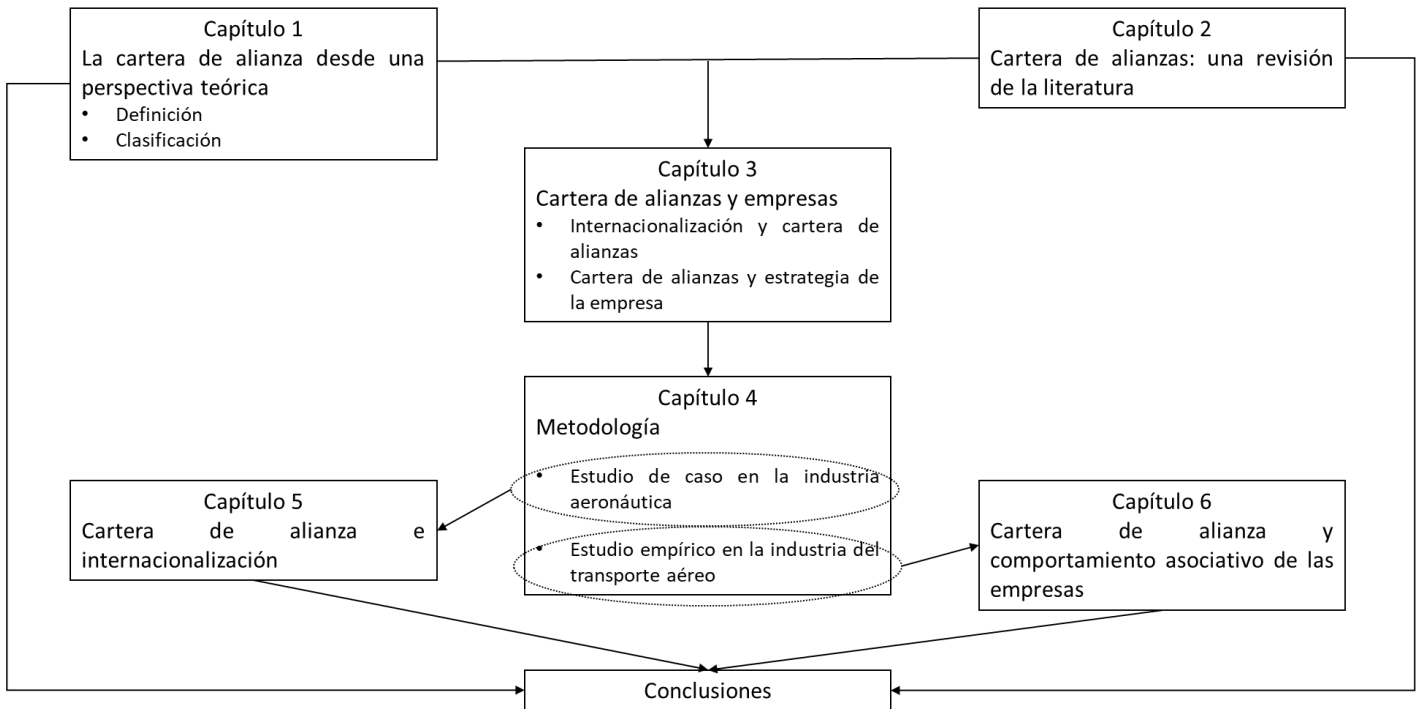 Capítulo 1
La cartera de alianza desde una
perspectiva teórica
• Definición
• Clasificación
Capítulo 2
Cartera de alianzas: una revisión
de la literatura
Capítulo 3
Cartera de alianzas y empresas
• Internacionalización y cartera de
alianzas
• Cartera de alianzas y estrategia de
la empresa
Capítulo 4
Metodología
• Estudio de caso en la industria
aeronáutica
• Estudio empírico en la industria del
transporte aéreo
Capítulo 5
Cartera de alianza e
internacionalización
Capítulo 6
Cartera de alianza y
comportamiento asociativo de las
empresas
Conclusiones